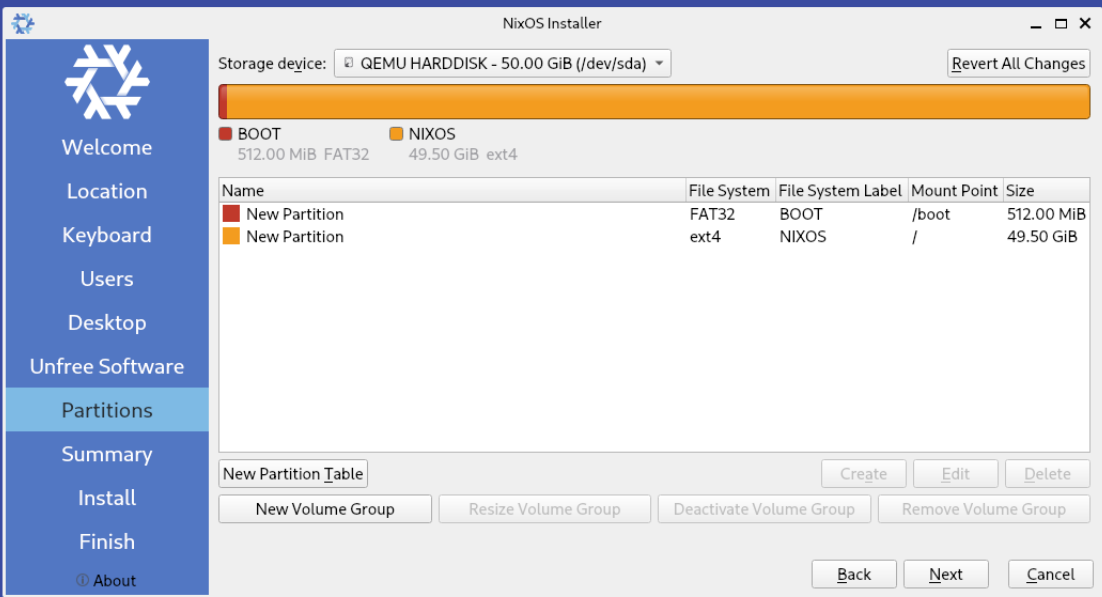 NixOS Installer
Storage device: QEMU HARDDISK - 50.00 GiB (/dev/sda) Revert All Changes
BOOT NIXOS
512.00 MiB FAT32 49.50 GiB ext4
Welcome
Location
Keyboard
Users
Desktop
Unfree Software
Partitions
Summary
Install
Finish
About
Name File System File System Label Mount Point Size
New Partition FAT32 BOOT /boot 512.00 MiB
New Partition ext4 NIXOS / 49.50 GiB
New Partition Table Create Edit Delete
New Volume Group Resize Volume Group Deactivate Volume Group Remove Volume Group
Back Next Cancel